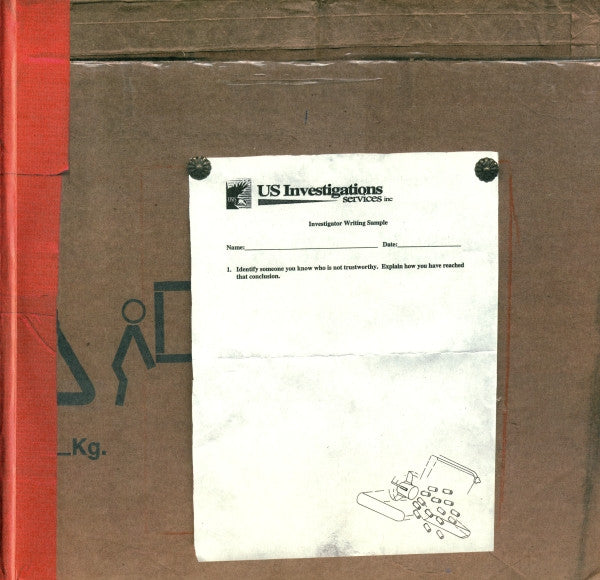 US Investigations
services inc
Investigator Writing Sample
Name: Date:
1. Identify someone you know who is not trustworthy. Explain how you have reached
that conclusion.
Kg.